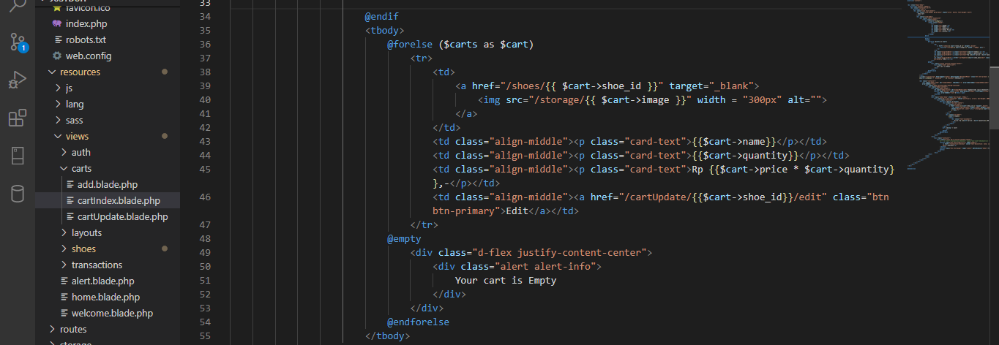 favicon.ico
index.php
robots.txt
web.config
resources
js
lang
sass
views
auth
carts
add.blade.php
cartIndex.blade.php
cartUpdate.blade.php
layouts
shoes
transactions
alert.blade.php
home.blade.php
welcome.blade.php
routes
storage
1
33
34 @endif
35 <tbody>
36 @forelse ($carts as $cart)
37 <tr>
38 <td>
39 <a href="/shoes/{{ $cart->shoe_id }}" target="_blank">
40 <img src="/storage/{{ $cart->image }}" width = "300px" alt="">
41 </a>
42 </td>
43 <td class="align-middle"><p class="card-text">{{$cart->name}}</p></td>
44 <td class="align-middle"><p class="card-text">{{$cart->quantity}}</p></td>
45 <td class="align-middle"><p class="card-text">Rp {{$cart->price * $cart->quantity}
},-</p></td>
46 <td class="align-middle"><a href="/cartUpdate/{{$cart->shoe_id}}/edit" class="btn
btn-primary">Edit</a></td>
47 </tr>
48 @empty
49 <div class="d-flex justify-content-center">
50 <div class="alert alert-info">
51 Your cart is Empty
52 </div>
53 </div>
54 @endforelse
55 </tbody>